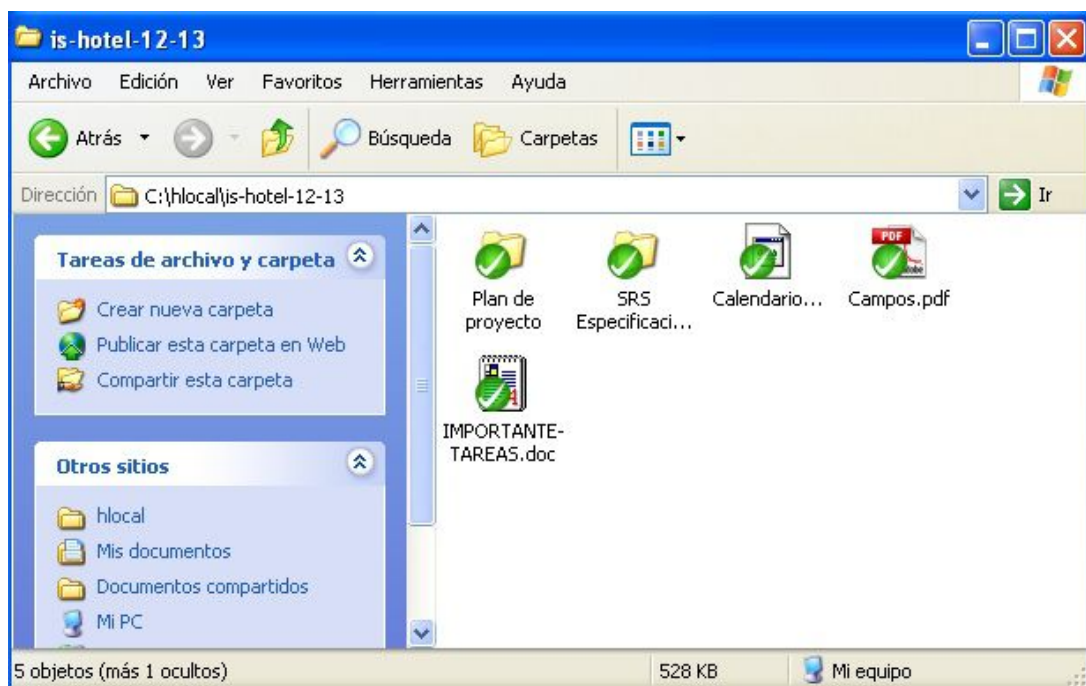 is-hotel-12-13
Archivo Edición Ver Favoritos Herramientas Ayuda
Atrás Búsqueda Carpetas
Dirección C:\hlocal\is-hotel-12-13 Ir
Tareas de archivo y carpeta
Crear nueva carpeta
Publicar esta carpeta en Web
Compartir esta carpeta
Otros sitios
hlocal
Mis documentos
Documentos compartidos
Mi PC
Plan de
proyecto
SRS
Especificaci...
Calendario...
PDF
Adobe
Campos.pdf
IMPORTANTE-
TAREAS.doc
5 objetos (más 1 ocultos) 528 KB Mi equipo